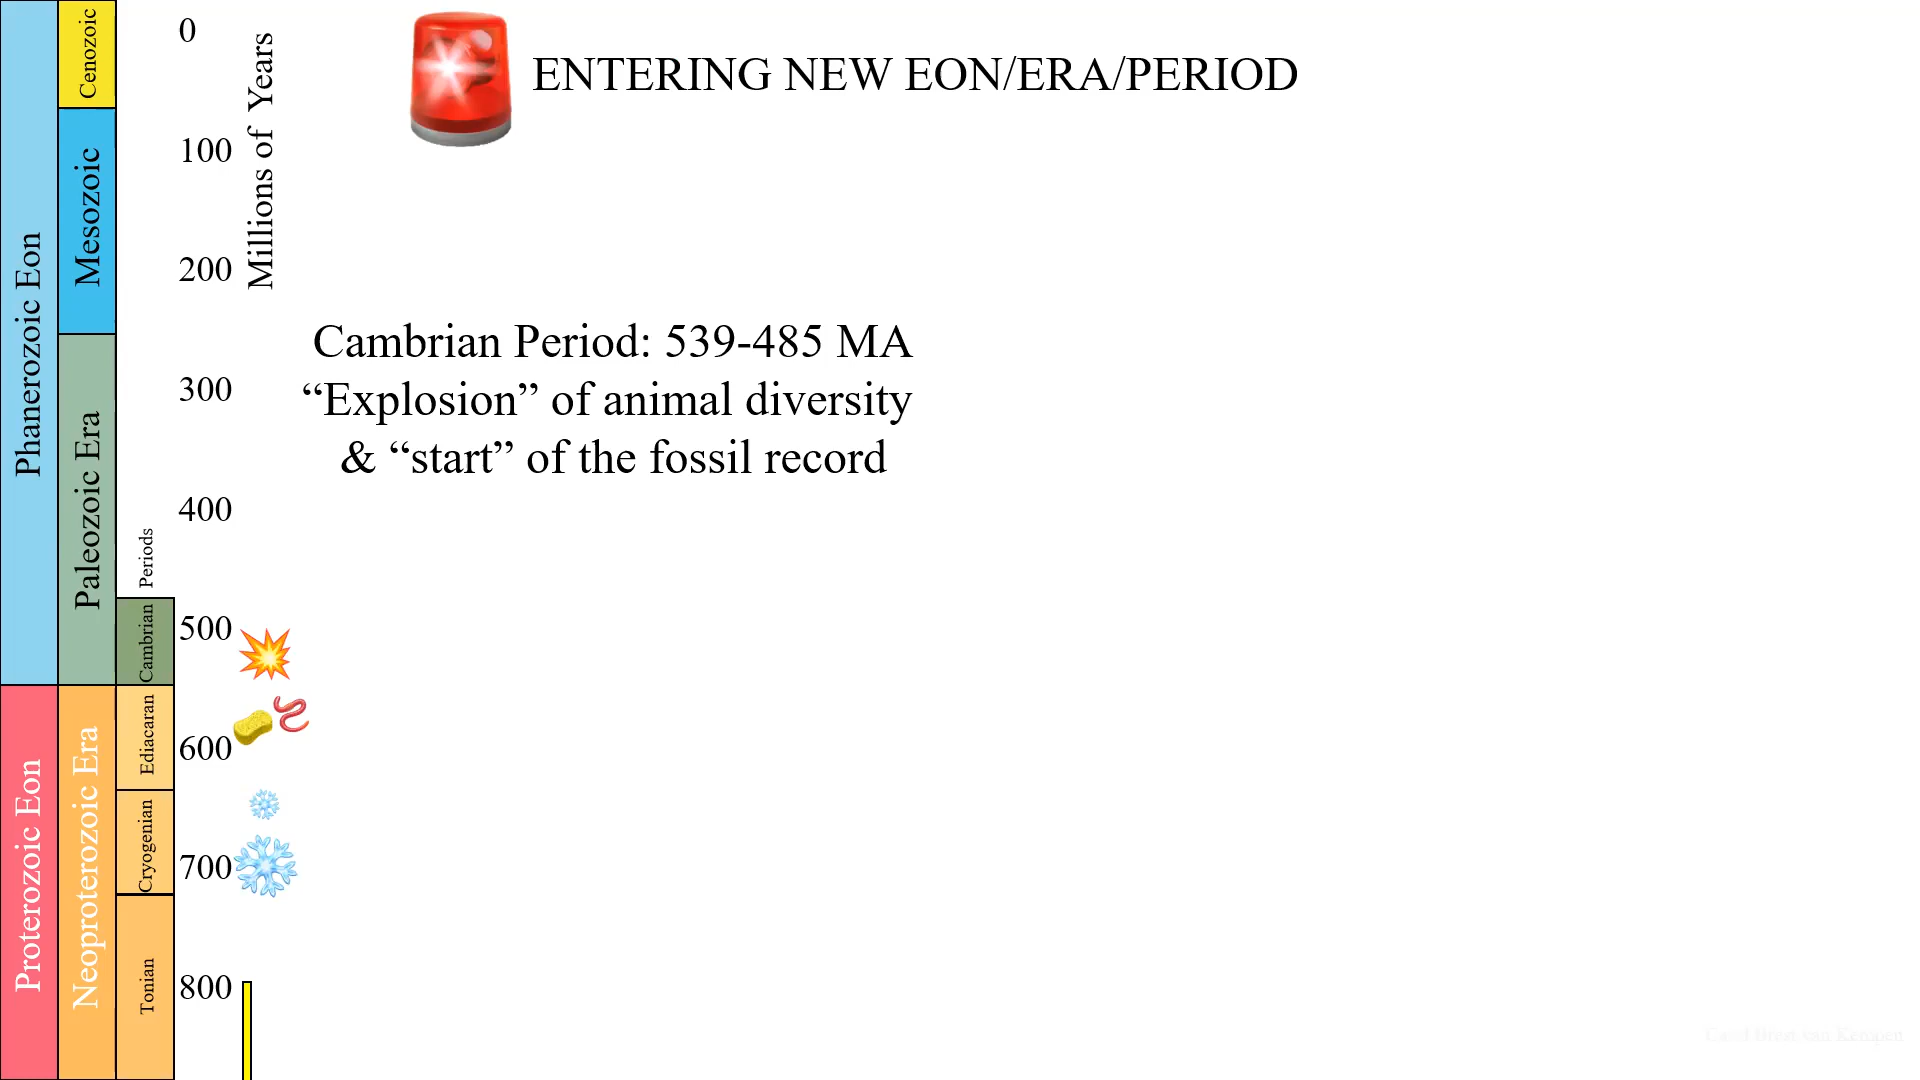 ENTERING NEW EON/ERA/PERIOD
Phanerozoic Eon
Proterozoic Eon
Cenozoic
Mesozoic
Paleozoic Era
Neoproterozoic Era
Periods
Cambrian
Ediacaran
Cryogenian
Tonian
0
100
200
300
400
500
600
700
800
Millions of Years
Cambrian Period: 539-485 MA
“Explosion” of animal diversity
& “start” of the fossil record